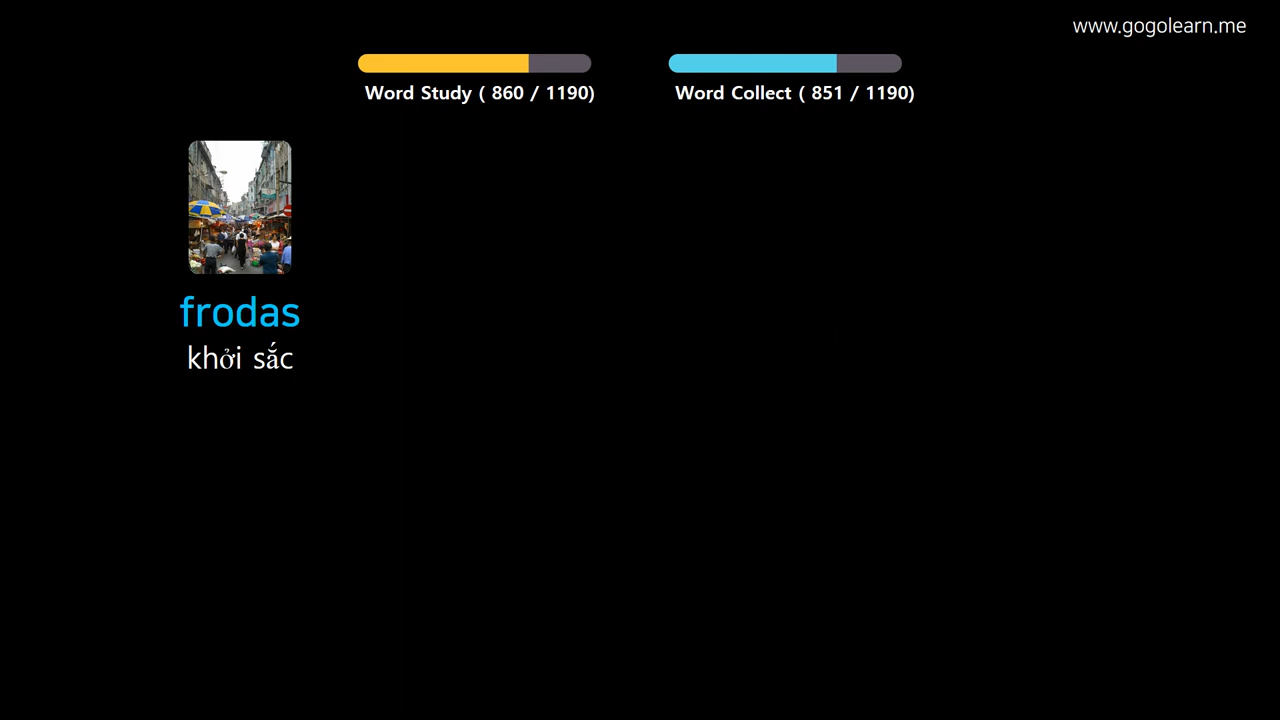 www.gogolearn.me
Word Study ( 860 / 1190)
Word Collect ( 851 / 1190)
frodas
khởi sắc